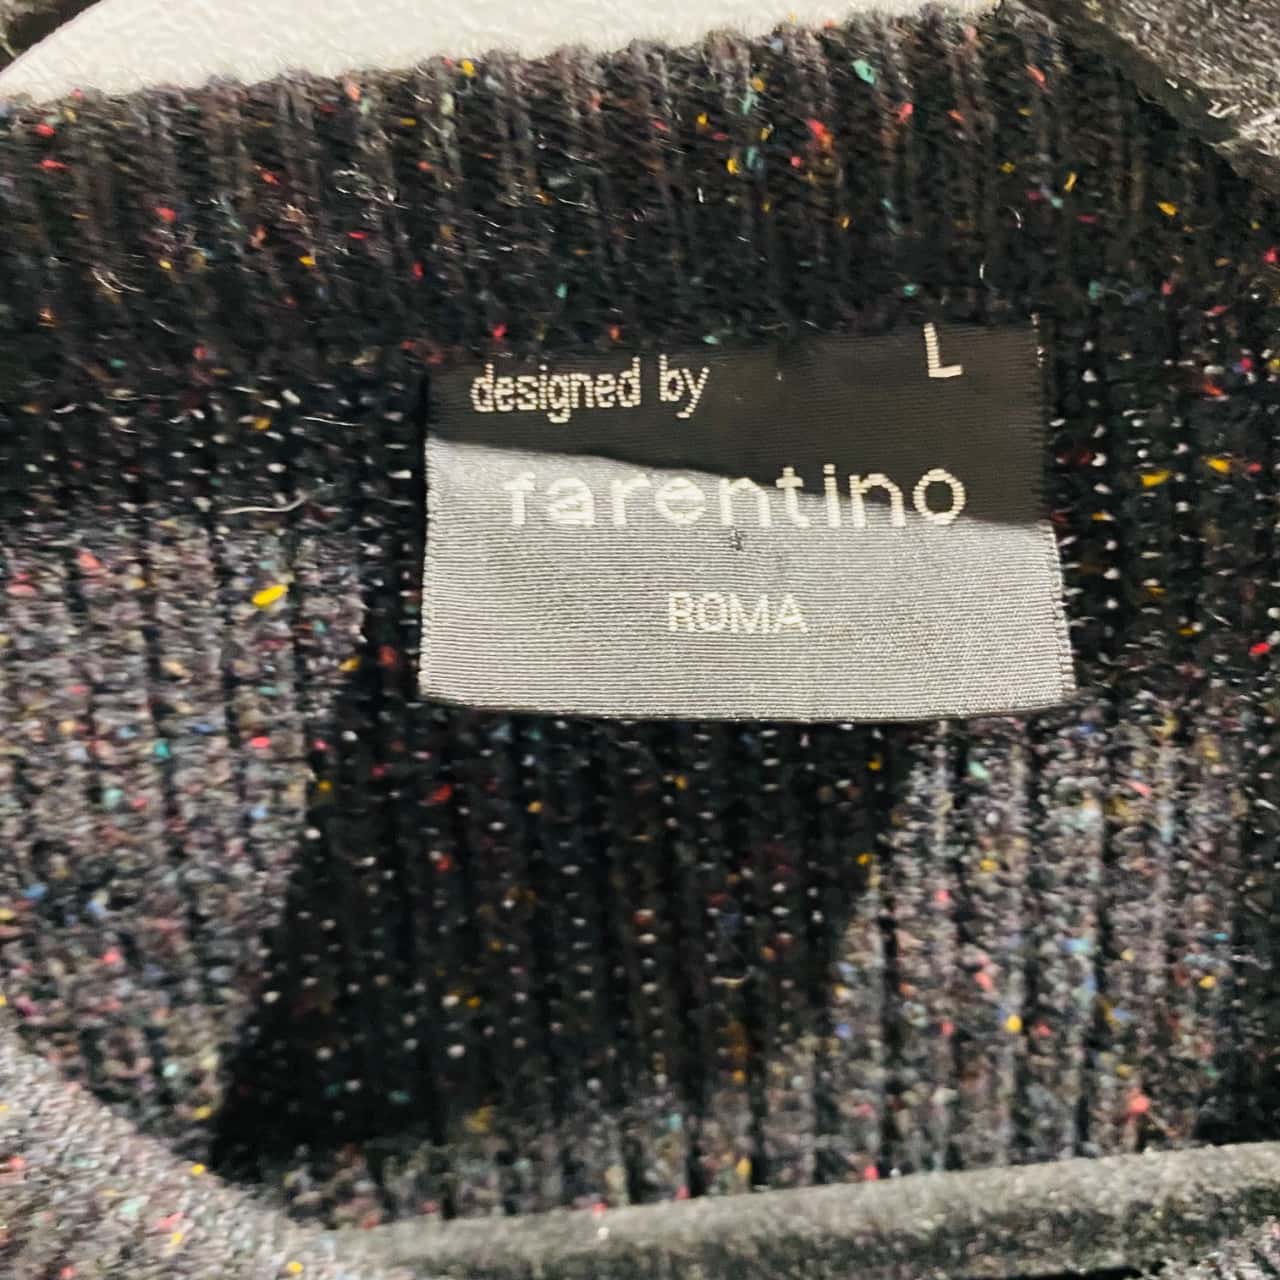 L
designed by
farentino
ROMA